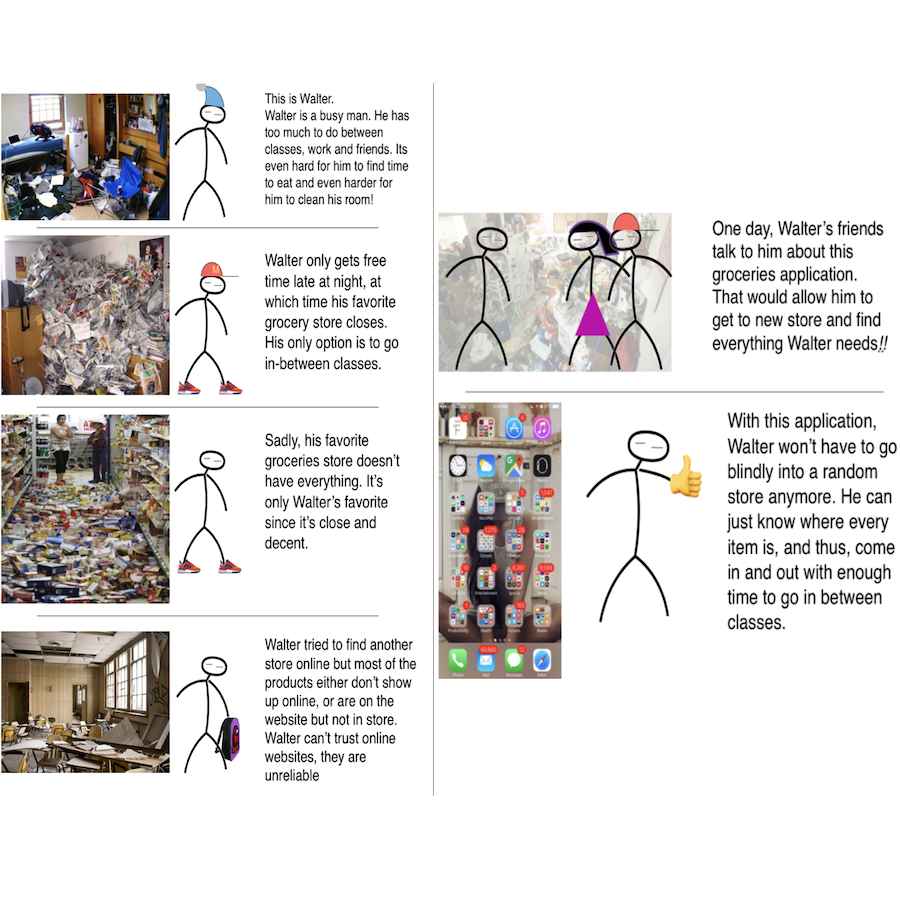 This is Walter.
Walter is a busy man. He has
too much to do between
classes, work and friends. Its
even hard for him to find time
to eat and even harder for
him to clean his room!
Walter only gets free
time late at night, at
which time his favorite
grocery store closes.
His only option is to go
in-between classes.
Sadly, his favorite
groceries store doesn't
have everything. It's
only Walter's favorite
since it's close and
decent.
Walter tried to find another
store online but most of the
products either don't show
up online, or are on the
website but not in store.
Walter can't trust online
websites, they are
unreliable
One day, Walter's friends
talk to him about this
groceries application.
That would allow him to
get to new store and find
everything Walter needs!!
With this application,
Walter won't have to go
blindly into a random
store anymore. He can
just know where every
item is, and thus, come
in and out with enough
time to go in between
classes.
M